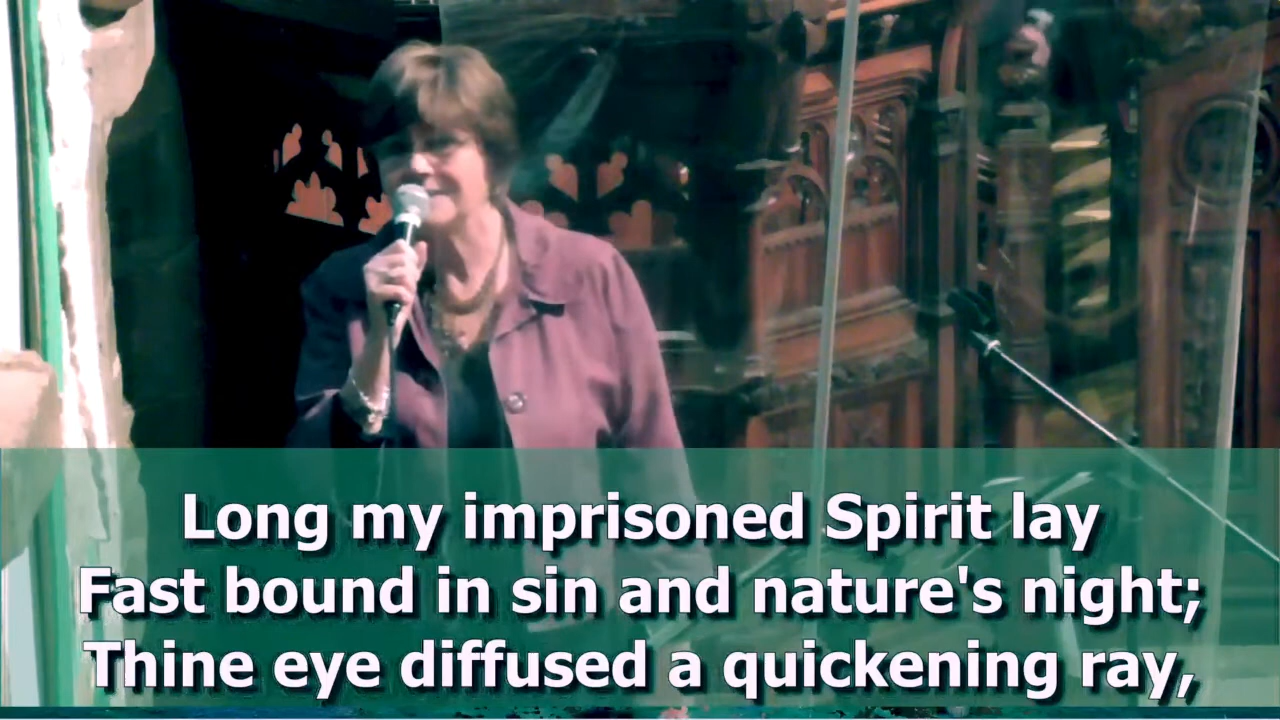 Long my imprisoned Spirit lay
Fast bound in sin and nature's night;
Thine eye diffused a quickening ray,